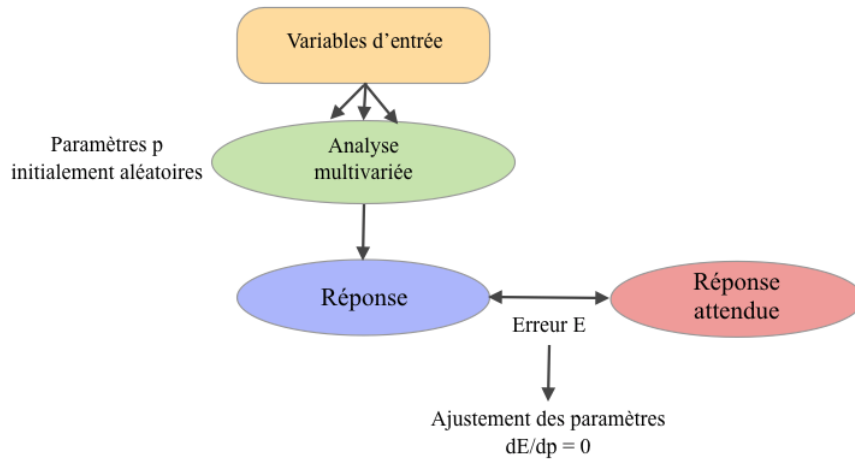 Variables d’entrée
Paramètres p
initialement aléatoires
Analyse
multivariée
Réponse
Réponse
attendue
Erreur E
Ajustement des paramètres
dE/dp = 0